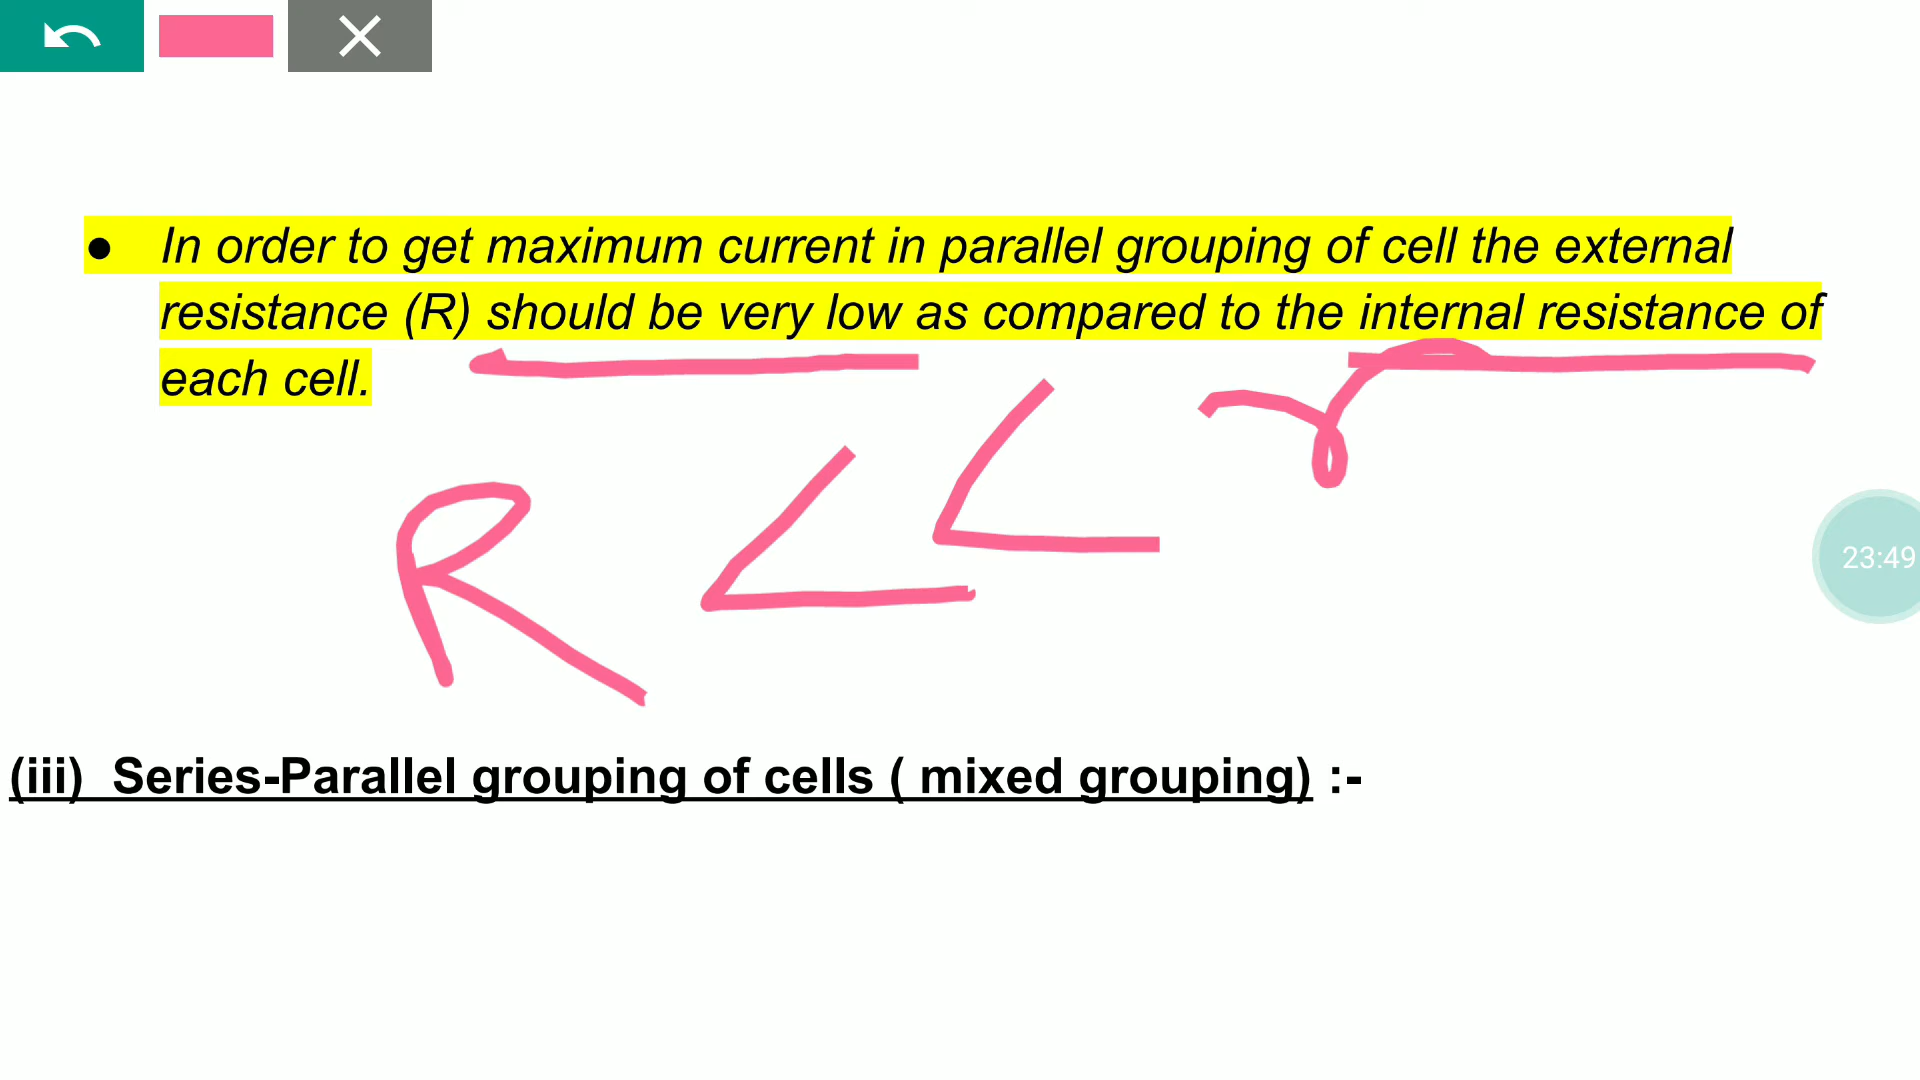 ● In order to get maximum current in parallel grouping of cell the external
resistance (R) should be very low as compared to the internal resistance of
each cell.
R << r
23:49
(iii) Series-Parallel grouping of cells ( mixed grouping) :-